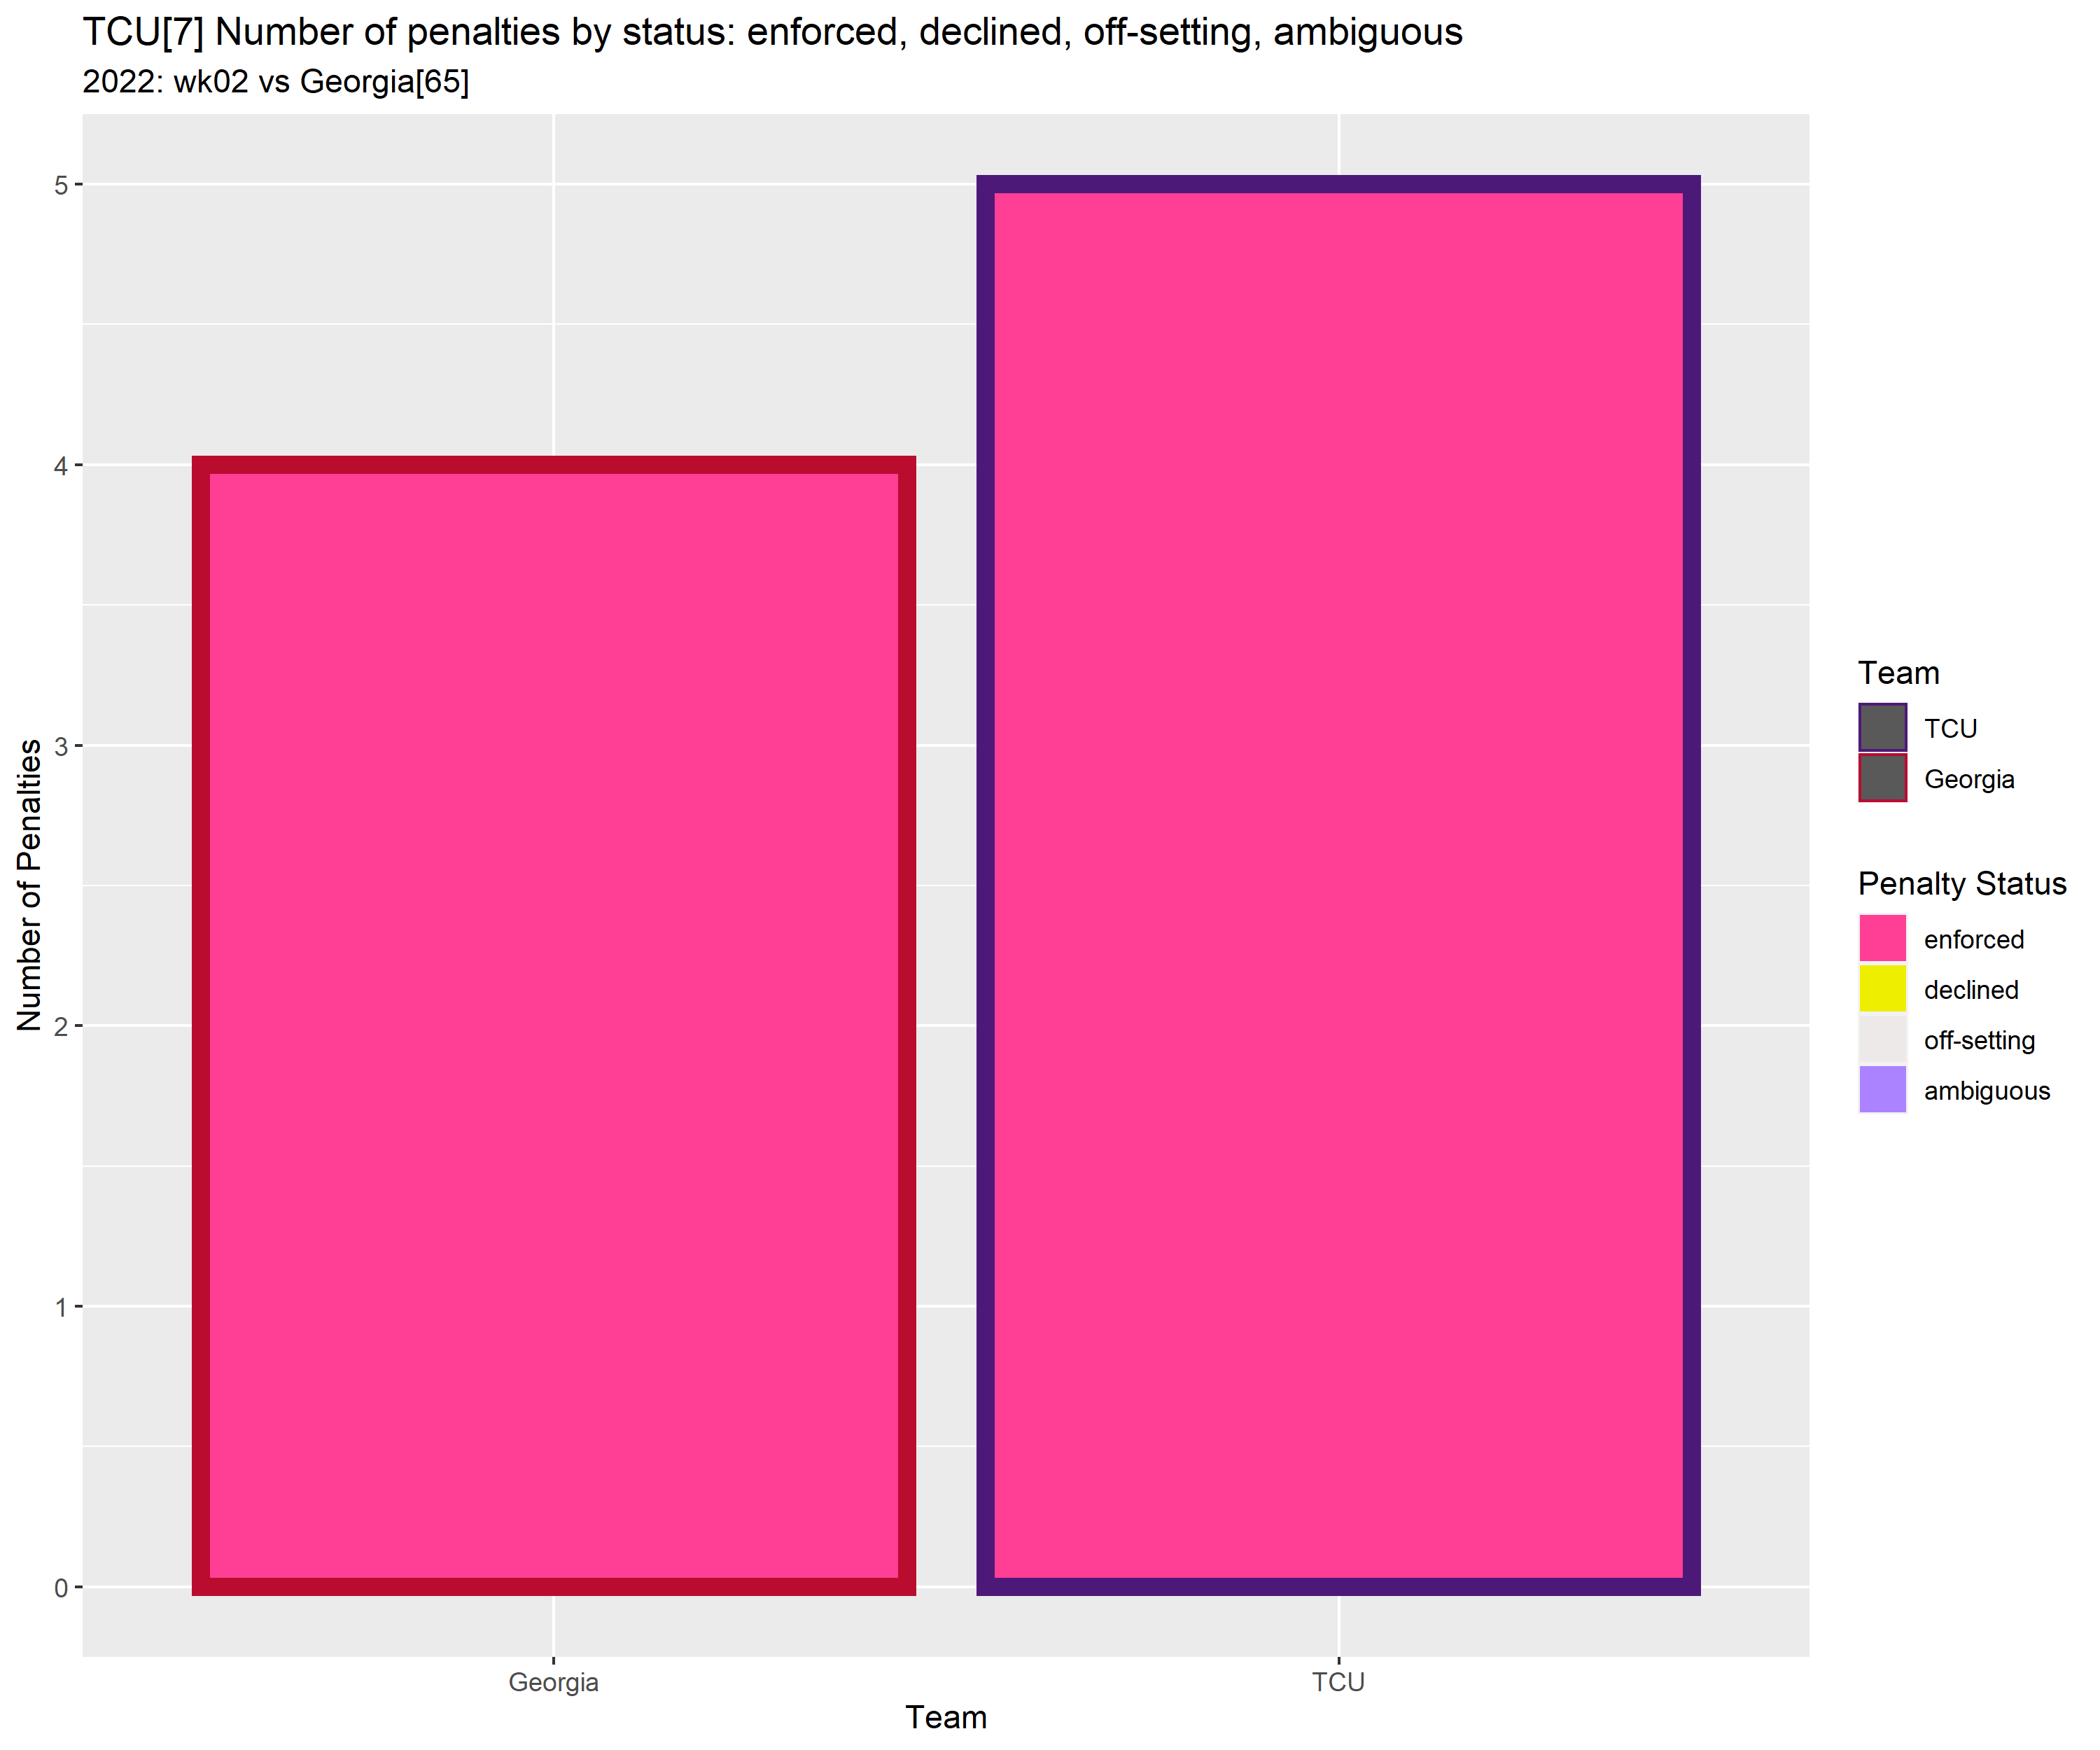 TCU[7] Number of penalties by status: enforced, declined, off-setting, ambiguous
2022: wk02 vs Georgia[65]
Number of Penalties
5
4
3
2
1
0
Georgia
TCU
Team
Team
TCU
Georgia
Penalty Status
enforced
declined
off-setting
ambiguous